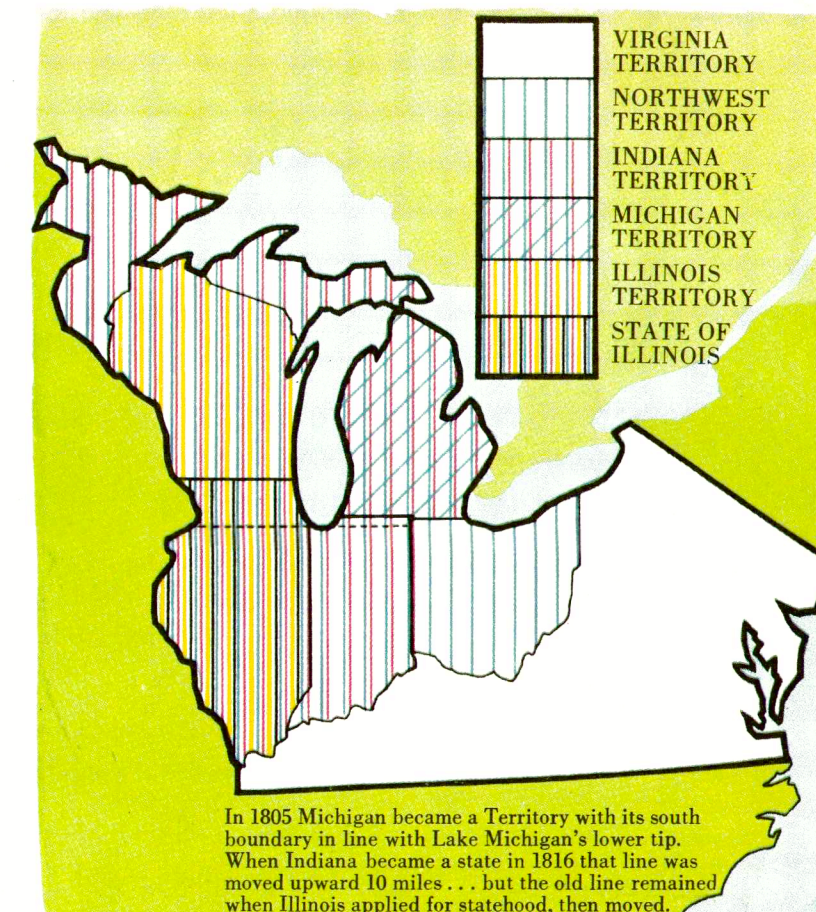 VIRGINIA
TERRITORY
NORTHWEST
TERRITORY
INDIANA
TERRITORY
MICHIGAN
TERRITORY
ILLINOIS
TERRITORY
STATE OF
ILLINOIS
In 1805 Michigan became a Territory with its south
boundary in line with Lake Michigan's lower tip.
When Indiana became a state in 1816 that line was
moved upward 10 miles . . . but the old line remained
when Illinois applied for statehood, then moved.